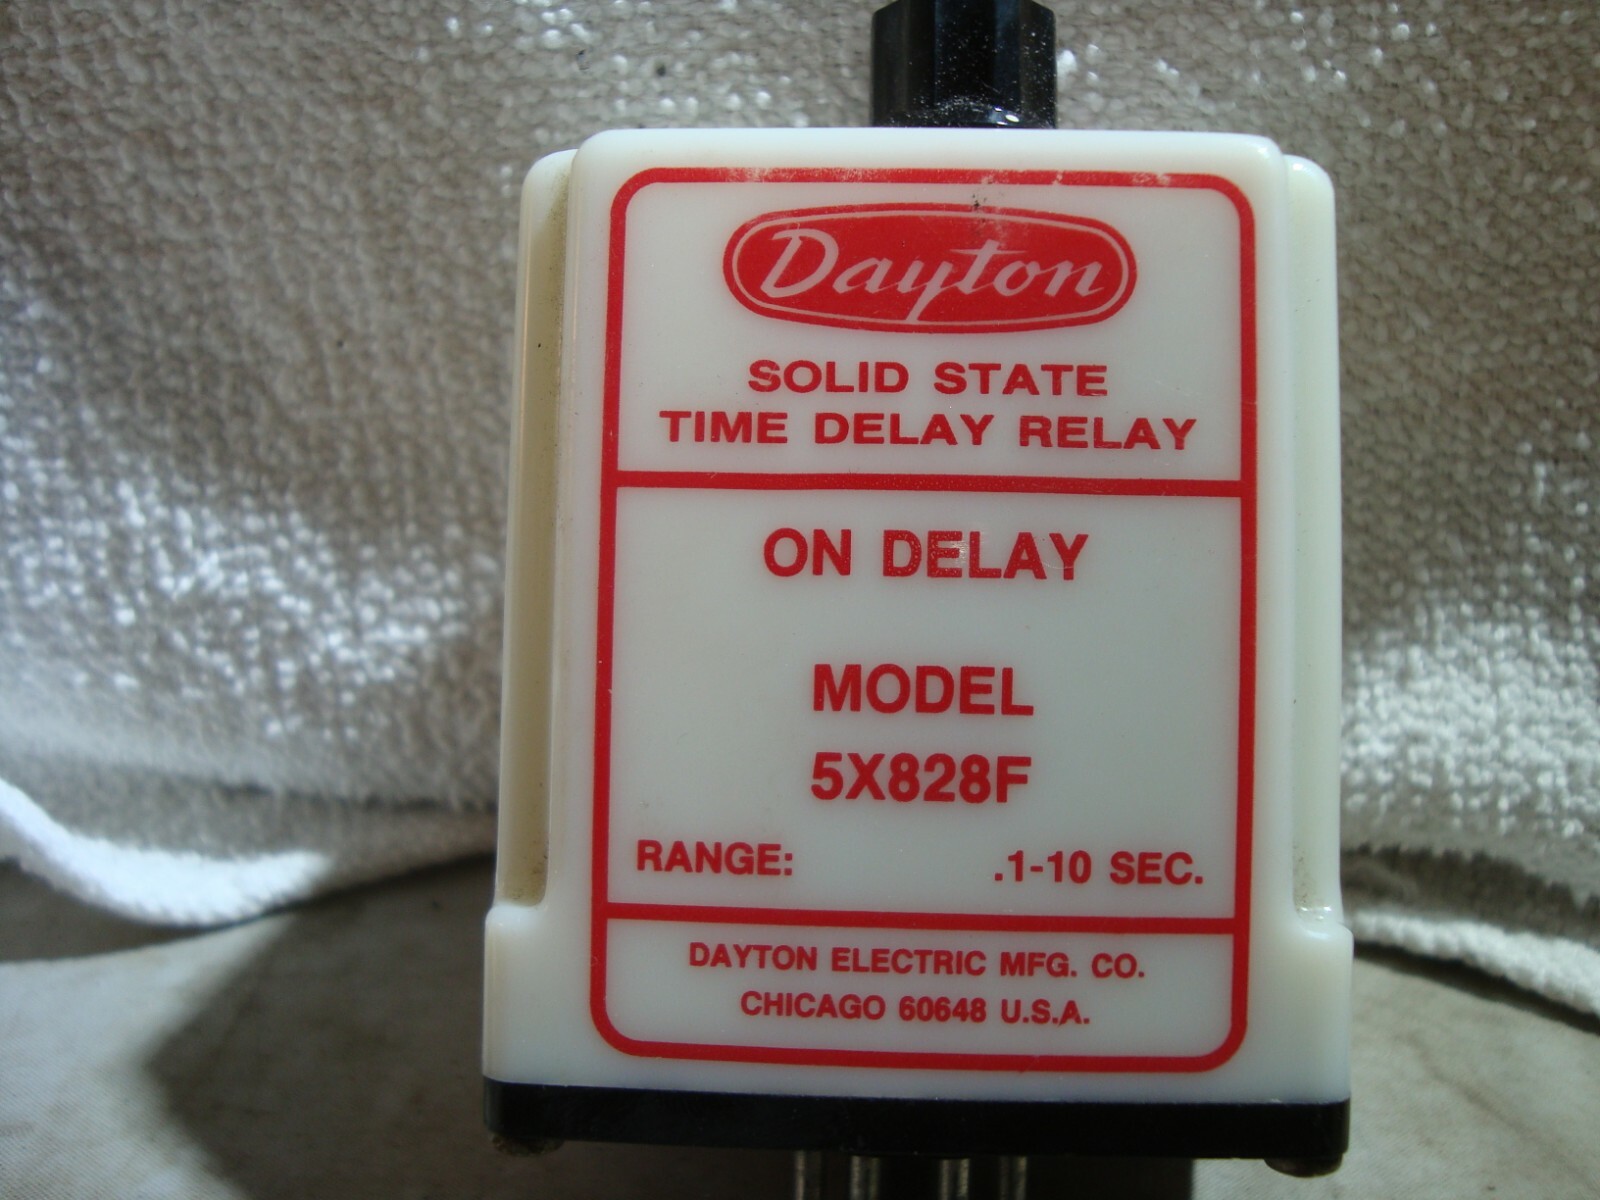 Dayton
SOLID STATE
TIME DELAY RELAY
ON DELAY
MODEL
5X828F
RANGE: .1-10 SEC.
DAYTON ELECTRIC MFG. CO.
CHICAGO 60648 U.S.A.